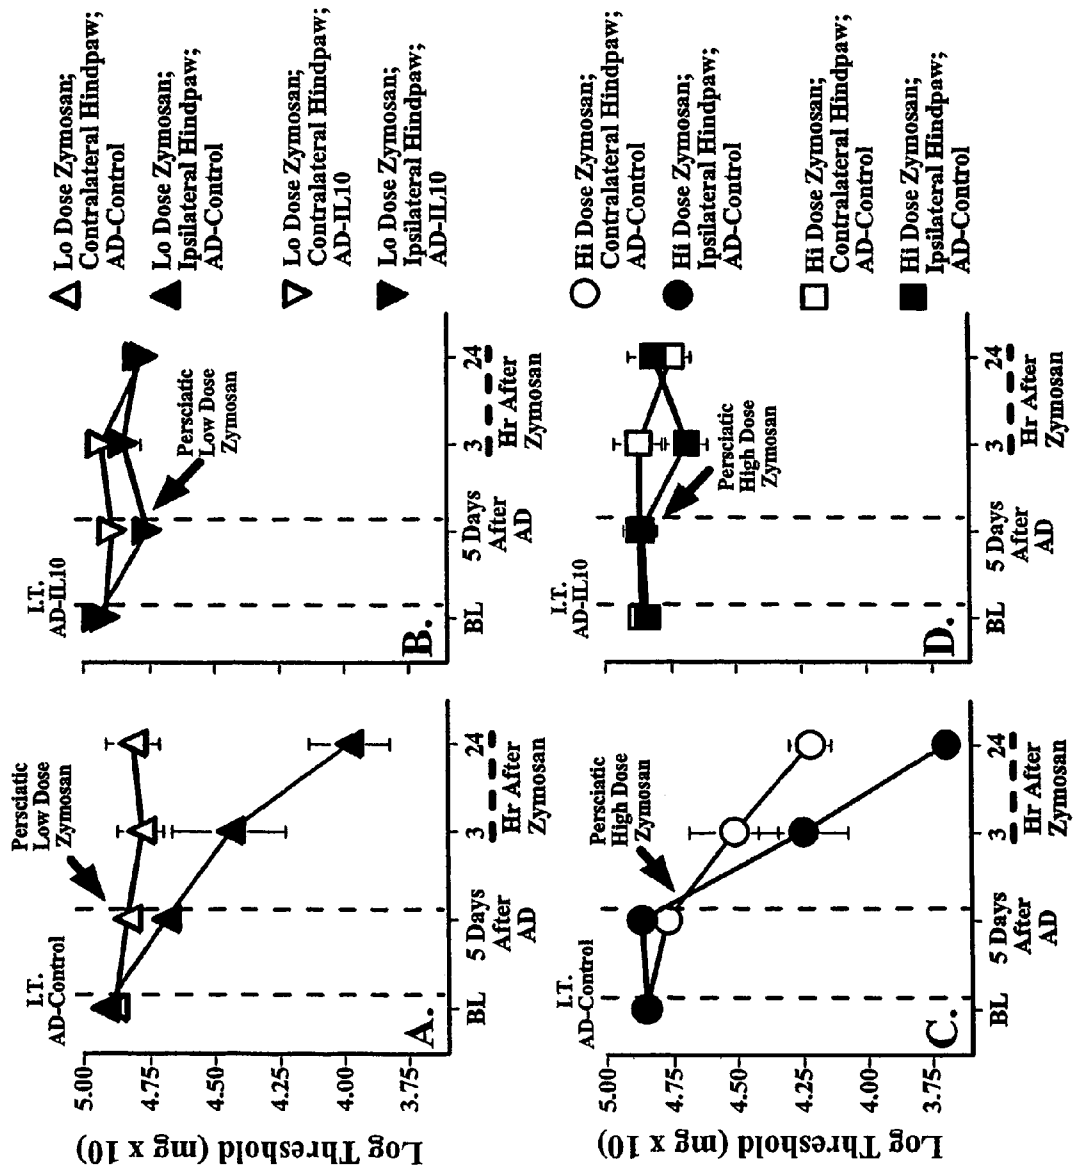 Log Threshold (mg x 10)
5.00
4.75
4.50
4.25
4.00
3.75
I.T.
AD-Control
Persciatic
Low Dose
Zymosan
A.
BL
5 Days
After
AD
3
24
Hr After
Zymosan
I.T.
AD-IL10
Persciatic
Low Dose
Zymosan
B.
BL
5 Days
After
AD
3
24
Hr After
Zymosan
Lo Dose Zymosan;
Contralateral Hindpaw;
AD-Control
Lo Dose Zymosan;
Ipsilateral Hindpaw;
AD-Control
Lo Dose Zymosan;
Contralateral Hindpaw;
AD-IL10
Lo Dose Zymosan;
Ipsilateral Hindpaw;
AD-IL10
Log Threshold (mg x 10)
5.00
4.75
4.50
4.25
4.00
3.75
I.T.
AD-Control
Persciatic
High Dose
Zymosan
C.
BL
5 Days
After
AD
3
24
Hr After
Zymosan
I.T.
AD-IL10
Persciatic
High Dose
Zymosan
D.
BL
5 Days
After
AD
3
24
Hr After
Zymosan
Hi Dose Zymosan;
Contralateral Hindpaw;
AD-Control
Hi Dose Zymosan;
Ipsilateral Hindpaw;
AD-Control
Hi Dose Zymosan;
Contralateral Hindpaw;
AD-Control
Hi Dose Zymosan;
Ipsilateral Hindpaw;
AD-Control